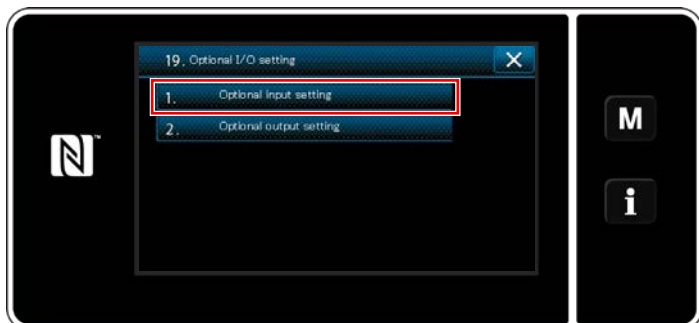 19. Optional I/O setting
1. Optional input setting
2. Optional output setting
M
i